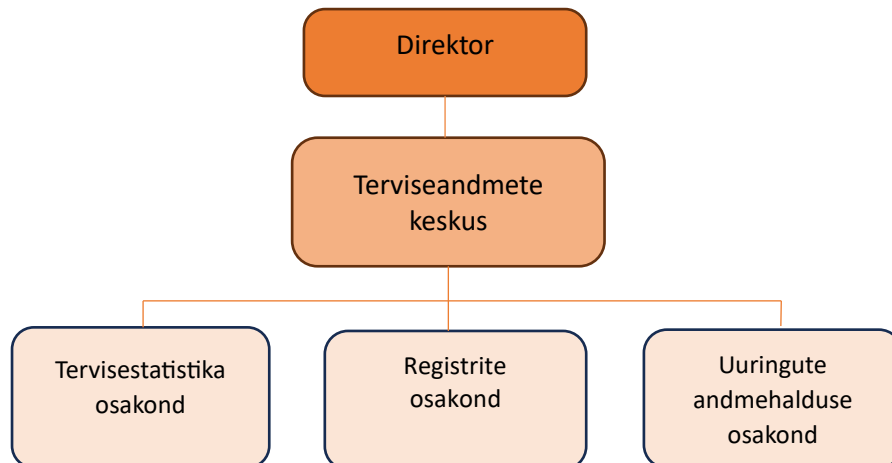 Direktor
Terviseandmete
keskus
Tervisestatistika
osakond
Registrite
osakond
Uuringute
andmehalduse
osakond